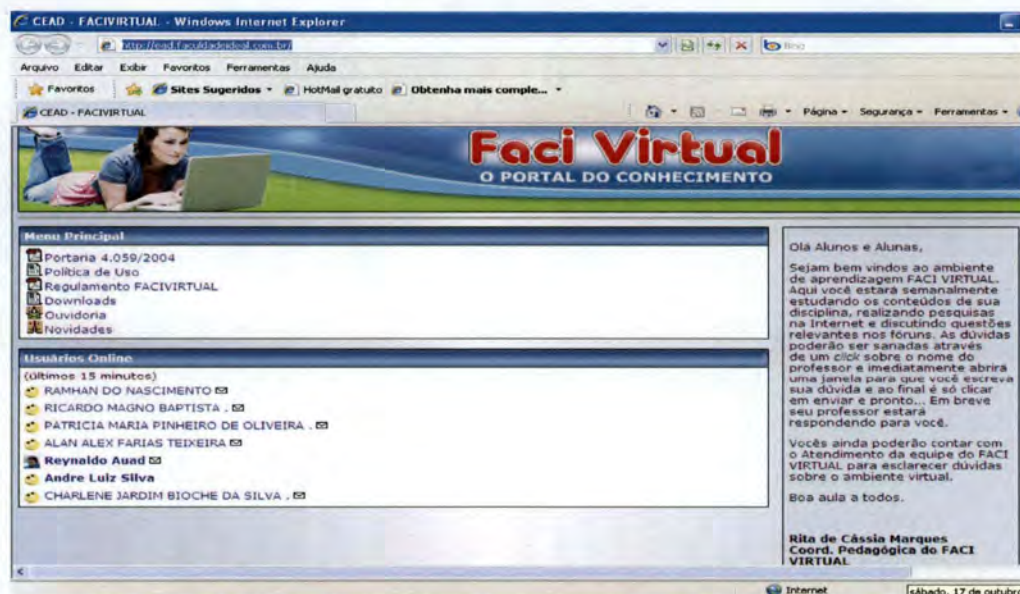 CEAD - FACIVIRTUAL - Windows Internet Explorer
http://ead.faculdadeideal.com.br/
Bing
Arquivo Editar Exibir Favoritos Ferramentas Ajuda
Favoritos Sites Sugeridos HotMail gratuito Obtenha mais comple...
CEAD - FACIVIRTUAL
Página Segurança Ferramentas
Faci Virtual
O PORTAL DO CONHECIMENTO
Menu Principal
Portaria 4.059/2004
Política de Uso
Regulamento FACIVIRTUAL
Downloads
Ouvidoria
Novidades
Usuários Online
(últimos 15 minutos)
RAMHAN DO NASCIMENTO
RICARDO MAGNO BAPTISTA .
PATRICIA MARIA PINHEIRO DE OLIVEIRA .
ALAN ALEX FARIAS TEIXEIRA
Reynaldo Auad
Andre Luiz Silva
CHARLENE JARDIM BIOCHE DA SILVA .
Olá Alunos e Alunas,
Sejam bem vindos ao ambiente
de aprendizagem FACI VIRTUAL.
Aqui você estará semanalmente
estudando os conteúdos de sua
disciplina, realizando pesquisas
na Internet e discutindo questões
relevantes nos fóruns. As dúvidas
poderão ser sanadas através
de um click sobre o nome do
professor e imediatamente abrirá
uma janela para que você escreva
sua dúvida e ao final é só clicar
em enviar e pronto... Em breve
seu professor estará
respondendo para você.
Vocês ainda poderão contar com
o Atendimento da equipe do FACI
VIRTUAL para esclarecer dúvidas
sobre o ambiente virtual.
Boa aula a todos.
Rita de Cássia Marques
Coord. Pedagógica do FACI
VIRTUAL
Internet
sábado, 17 de outubro